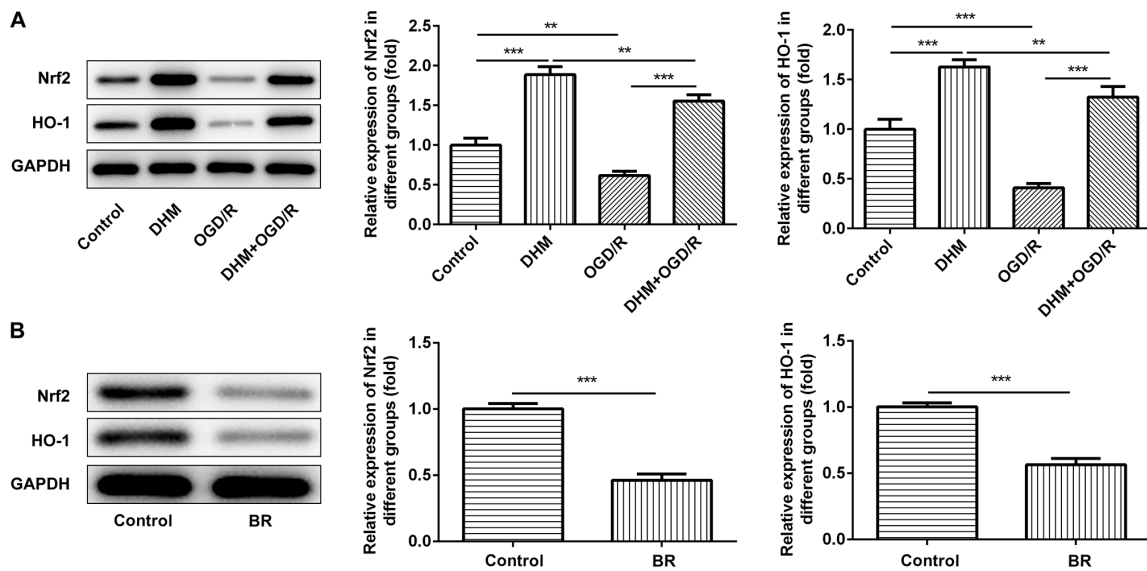 A
Nrf2
HO-1
GAPDH
Control
DHM
OGD/R
DHM+OGD/R
Relative expression of Nrf2 in
different groups (fold)
2.5
2.0
1.5
1.0
0.5
0.0
**
***
**
***
Control
DHM
OGD/R
DHM+OGD/R
Relative expression of HO-1 in
different groups (fold)
2.0
1.5
1.0
0.5
0.0
***
***
**
***
Control
DHM
OGD/R
DHM+OGD/R
B
Nrf2
HO-1
GAPDH
Control
BR
Relative expression of Nrf2 in
different groups (fold)
1.5
1.0
0.5
0.0
***
Control
BR
Relative expression of HO-1 in
different groups (fold)
1.5
1.0
0.5
0.0
***
Control
BR